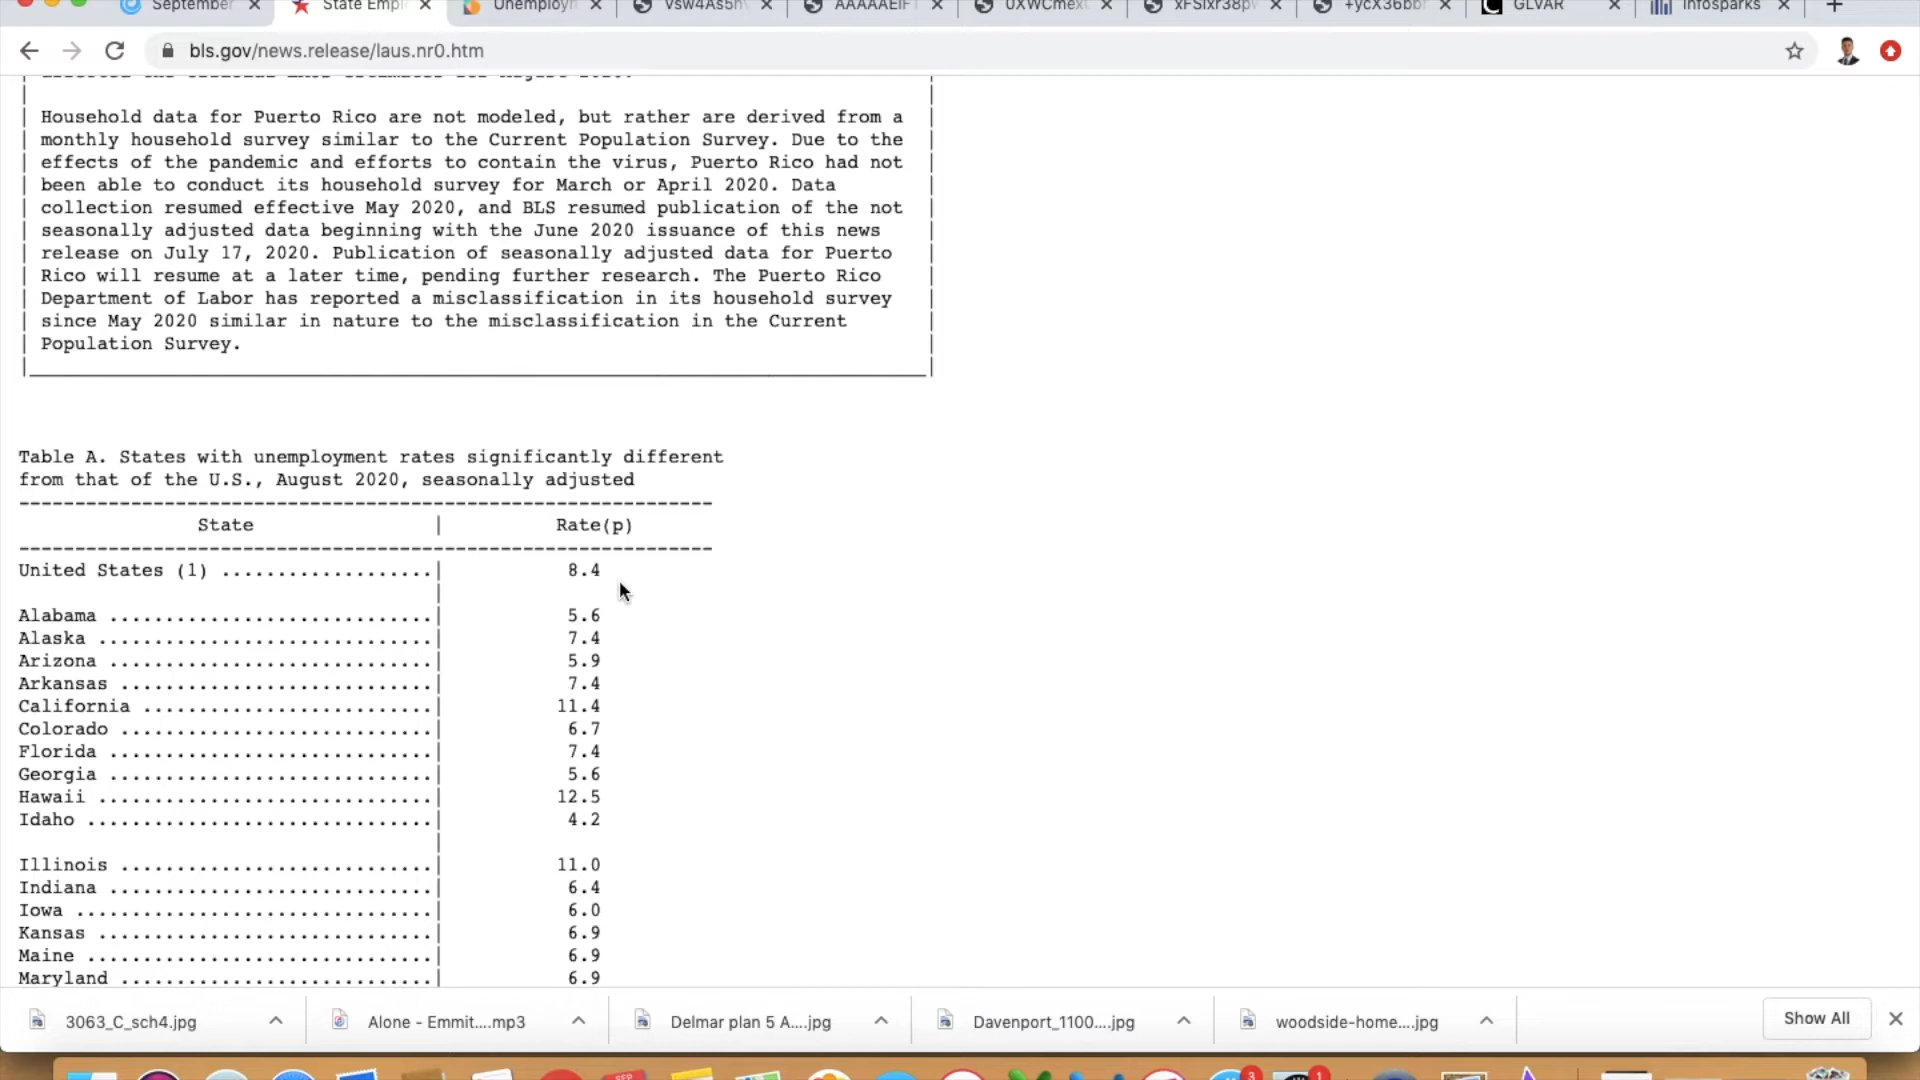 September
State Empl
Unemploym
Vsw4As5h
AAAAAEIF
xFSIxr38pv
GLVAR
Infosparks
bls.gov/news.release/laus.nr0.htm
Household data for Puerto Rico are not modeled, but rather are derived from a
monthly household survey similar to the Current Population Survey. Due to the
effects of the pandemic and efforts to contain the virus, Puerto Rico had not
been able to conduct its household survey for March or April 2020. Data
collection resumed effective May 2020, and BLS resumed publication of the not
seasonally adjusted data beginning with the June 2020 issuance of this news
release on July 17, 2020. Publication of seasonally adjusted data for Puerto
Rico will resume at a later time, pending further research. The Puerto Rico
Department of Labor has reported a misclassification in its household survey
since May 2020 similar in nature to the misclassification in the Current
Population Survey.
Table A. States with unemployment rates significantly different
from that of the U.S., August 2020, seasonally adjusted
State | Rate(p)
United States (1) ...................| 8.4
Alabama .............................| 5.6
Alaska ..............................| 7.4
Arizona .............................| 5.9
Arkansas ............................| 7.4
California ..........................| 11.4
Colorado ............................| 6.7
Florida .............................| 7.4
Georgia .............................| 5.6
Hawaii ..............................| 12.5
Idaho ...............................| 4.2
Illinois ............................| 11.0
Indiana .............................| 6.4
Iowa ................................| 6.0
Kansas ..............................| 6.9
Maine ...............................| 6.9
Maryland ............................| 6.9
3063_C_sch4.jpg
Alone - Emmit....mp3
Delmar plan 5 A....jpg
Davenport_1100....jpg
woodside-home....jpg
Show All
SEP
3
1